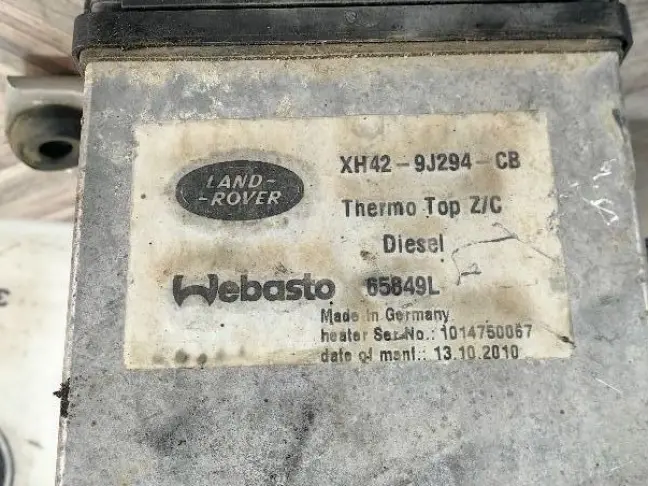 LAND-
-ROVER
XH42-9J294-CB
Thermo Top Z/C
Diesel
Webasto 65849L
Made in Germany
heater Ser.No.: 1014750067
date of manf.: 13.10.2010
3